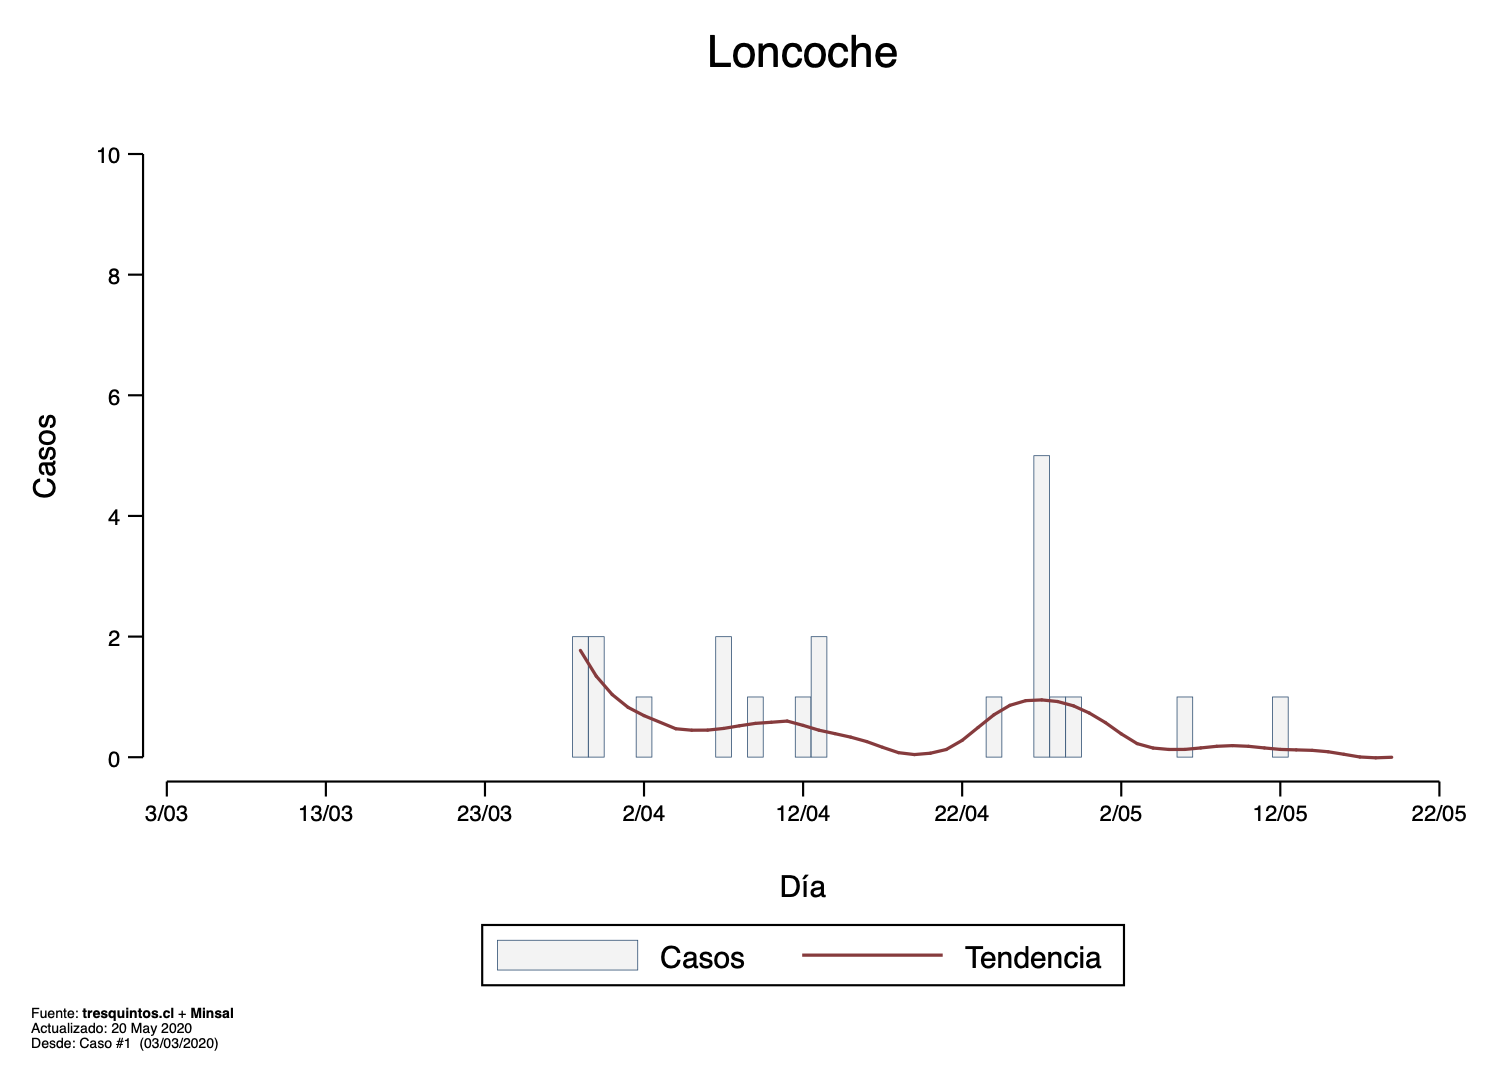 Loncoche
10
8
6
4
2
0
Casos
3/03 13/03 23/03 2/04 12/04 22/04 2/05 12/05 22/05
Día
Casos Tendencia
Fuente: tresquintos.cl + Minsal
Actualizado: 20 May 2020
Desde: Caso #1 (03/03/2020)